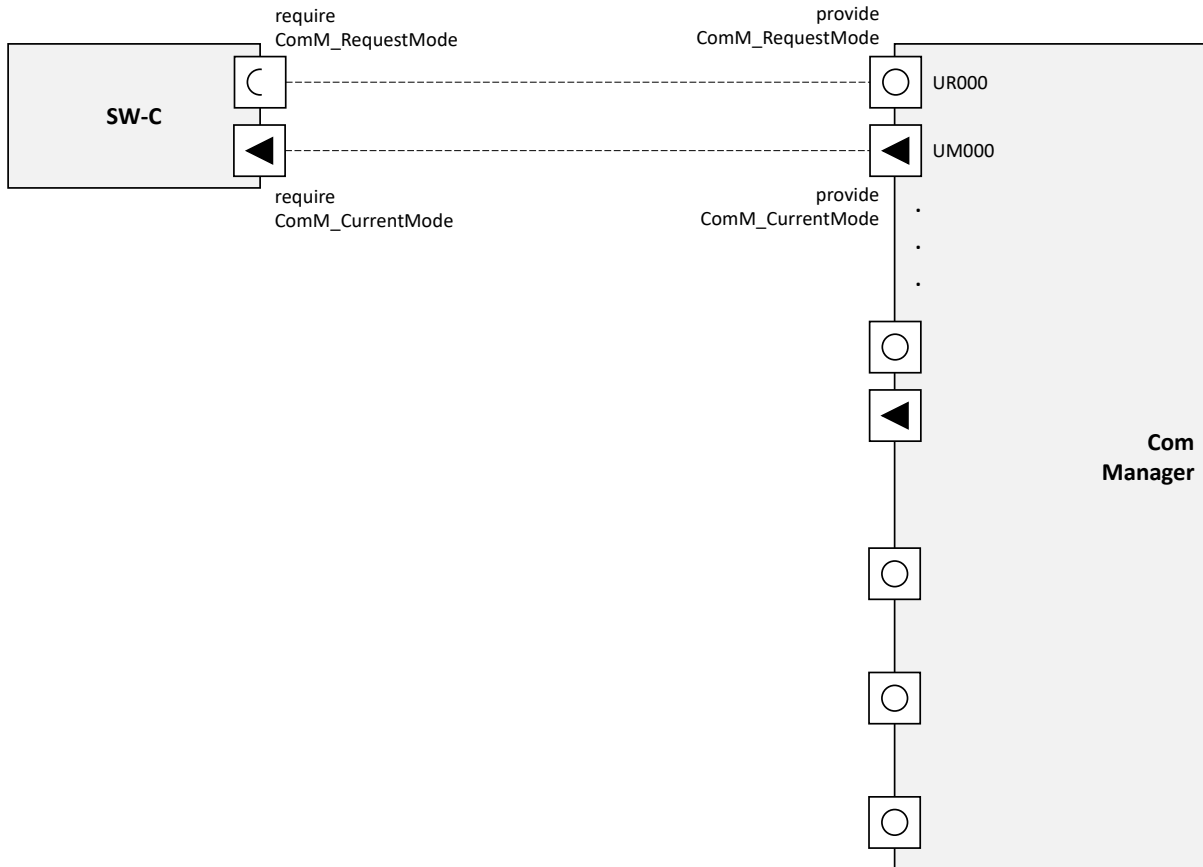 require
ComM_RequestMode
provide
ComM_RequestMode
SW-C
UR000
UM000
require
ComM_CurrentMode
provide
ComM_CurrentMode
.
.
.
Com
Manager